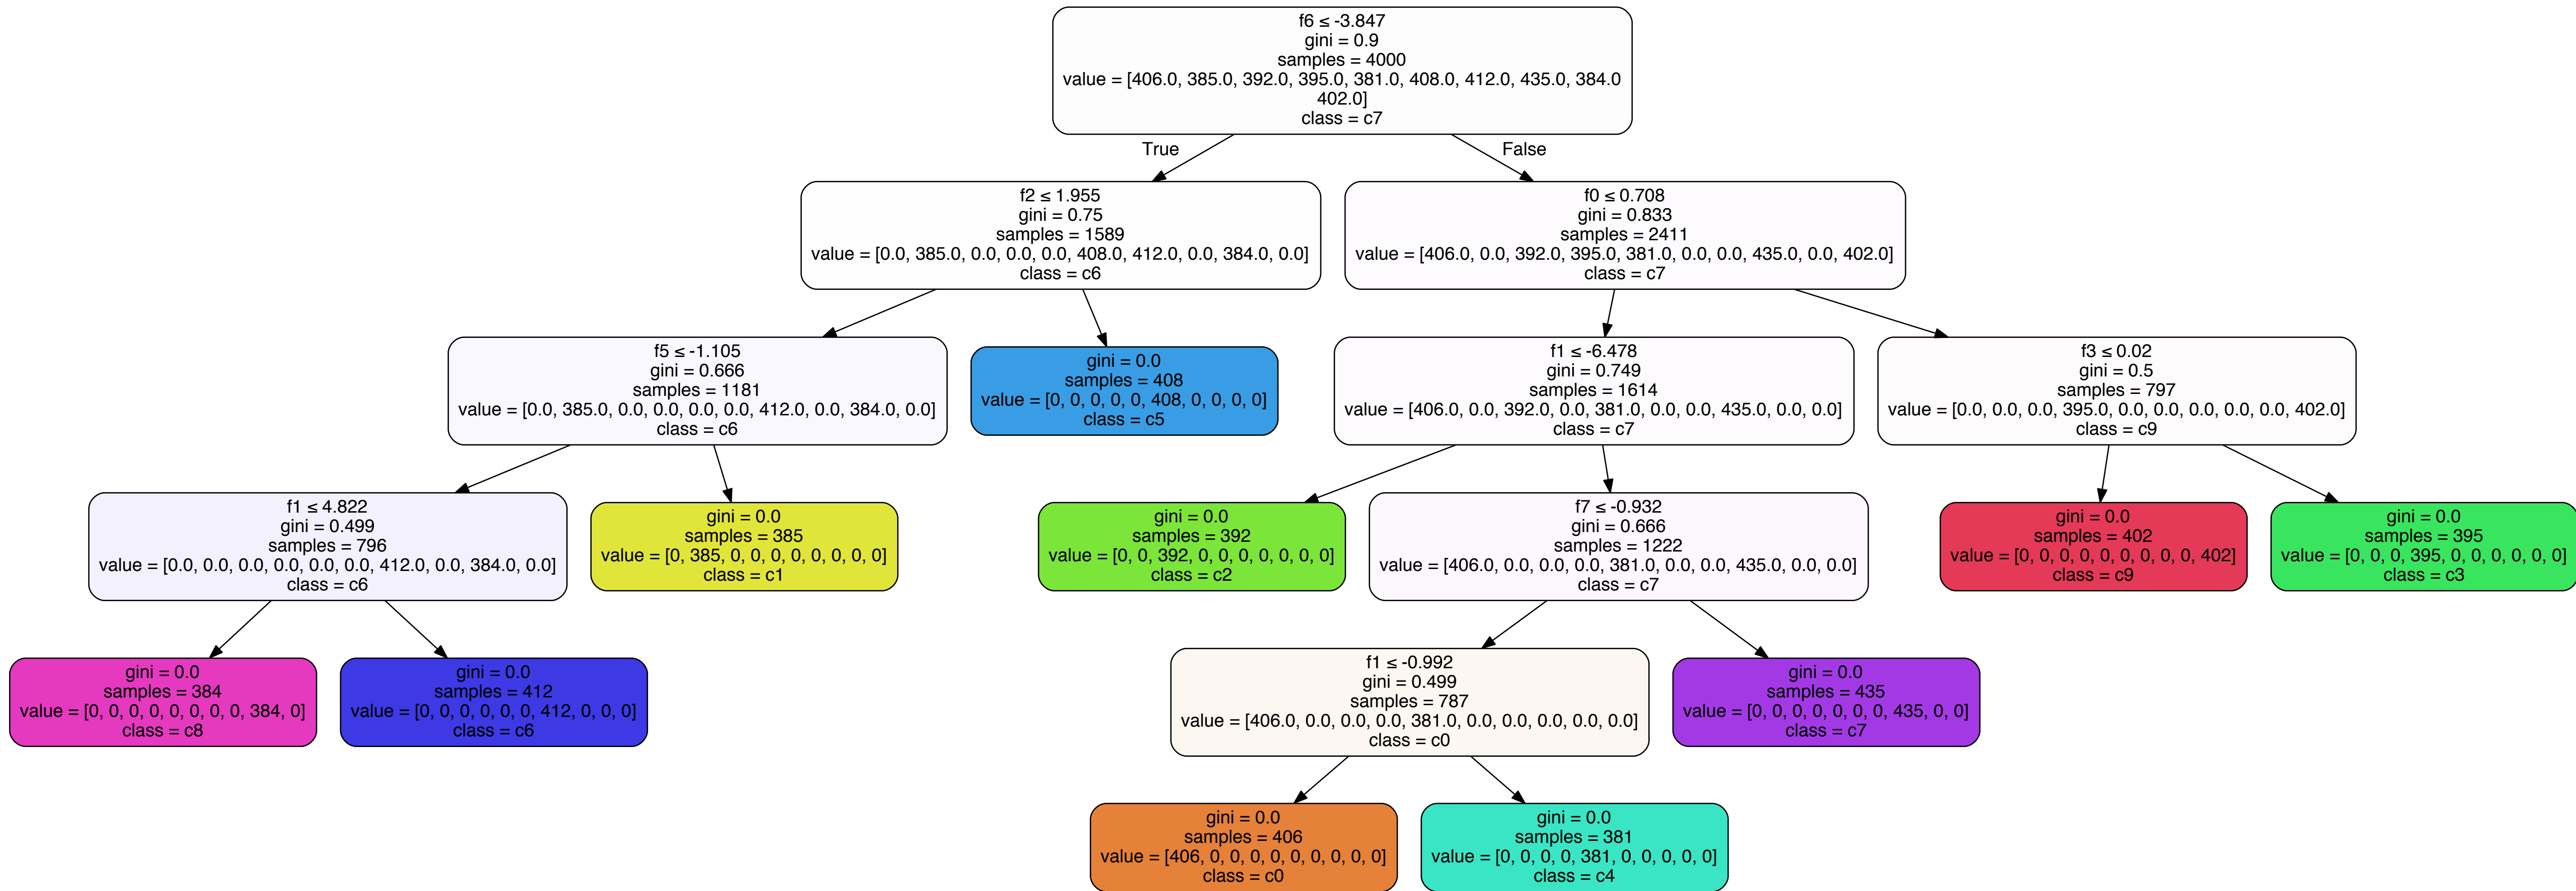 f6 ≤ -3.847
gini = 0.9
samples = 4000
value = [406.0, 385.0, 392.0, 395.0, 381.0, 408.0, 412.0, 435.0, 384.0
402.0]
class = c7
True
False
f2 ≤ 1.955
gini = 0.75
samples = 1589
value = [0.0, 385.0, 0.0, 0.0, 0.0, 408.0, 412.0, 0.0, 384.0, 0.0]
class = c6
f0 ≤ 0.708
gini = 0.833
samples = 2411
value = [406.0, 0.0, 392.0, 395.0, 381.0, 0.0, 0.0, 435.0, 0.0, 402.0]
class = c7
f5 ≤ -1.105
gini = 0.666
samples = 1181
value = [0.0, 385.0, 0.0, 0.0, 0.0, 0.0, 412.0, 0.0, 384.0, 0.0]
class = c6
gini = 0.0
samples = 408
value = [0, 0, 0, 0, 0, 408, 0, 0, 0, 0]
class = c5
f1 ≤ -6.478
gini = 0.749
samples = 1614
value = [406.0, 0.0, 392.0, 0.0, 381.0, 0.0, 0.0, 435.0, 0.0, 0.0]
class = c7
f3 ≤ 0.02
gini = 0.5
samples = 797
value = [0.0, 0.0, 0.0, 395.0, 0.0, 0.0, 0.0, 0.0, 0.0, 402.0]
class = c9
f1 ≤ 4.822
gini = 0.499
samples = 796
value = [0.0, 0.0, 0.0, 0.0, 0.0, 0.0, 412.0, 0.0, 384.0, 0.0]
class = c6
gini = 0.0
samples = 385
value = [0, 385, 0, 0, 0, 0, 0, 0, 0, 0]
class = c1
gini = 0.0
samples = 392
value = [0, 0, 392, 0, 0, 0, 0, 0, 0, 0]
class = c2
f7 ≤ -0.932
gini = 0.666
samples = 1222
value = [406.0, 0.0, 0.0, 0.0, 381.0, 0.0, 0.0, 435.0, 0.0, 0.0]
class = c7
gini = 0.0
samples = 402
value = [0, 0, 0, 0, 0, 0, 0, 0, 0, 402]
class = c9
gini = 0.0
samples = 395
value = [0, 0, 0, 395, 0, 0, 0, 0, 0, 0]
class = c3
gini = 0.0
samples = 384
value = [0, 0, 0, 0, 0, 0, 0, 0, 384, 0]
class = c8
gini = 0.0
samples = 412
value = [0, 0, 0, 0, 0, 0, 412, 0, 0, 0]
class = c6
f1 ≤ -0.992
gini = 0.499
samples = 787
value = [406.0, 0.0, 0.0, 0.0, 381.0, 0.0, 0.0, 0.0, 0.0, 0.0]
class = c0
gini = 0.0
samples = 435
value = [0, 0, 0, 0, 0, 0, 0, 435, 0, 0]
class = c7
gini = 0.0
samples = 406
value = [406, 0, 0, 0, 0, 0, 0, 0, 0, 0]
class = c0
gini = 0.0
samples = 381
value = [0, 0, 0, 0, 381, 0, 0, 0, 0, 0]
class = c4